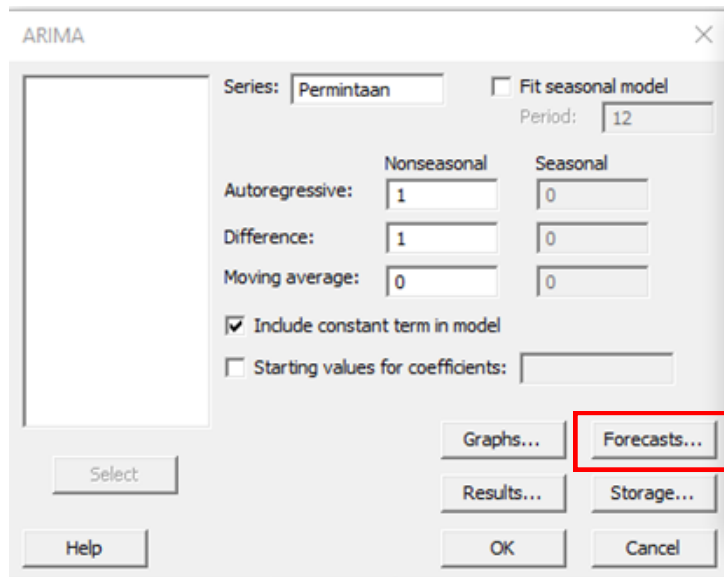 ARIMA
Series: Permintaan
Fit seasonal model
Period: 12
Nonseasonal Seasonal
Autoregressive: 1 0
Difference: 1 0
Moving average: 0 0
Include constant term in model
Starting values for coefficients:
Graphs... Forecasts...
Select
Results... Storage...
Help OK Cancel